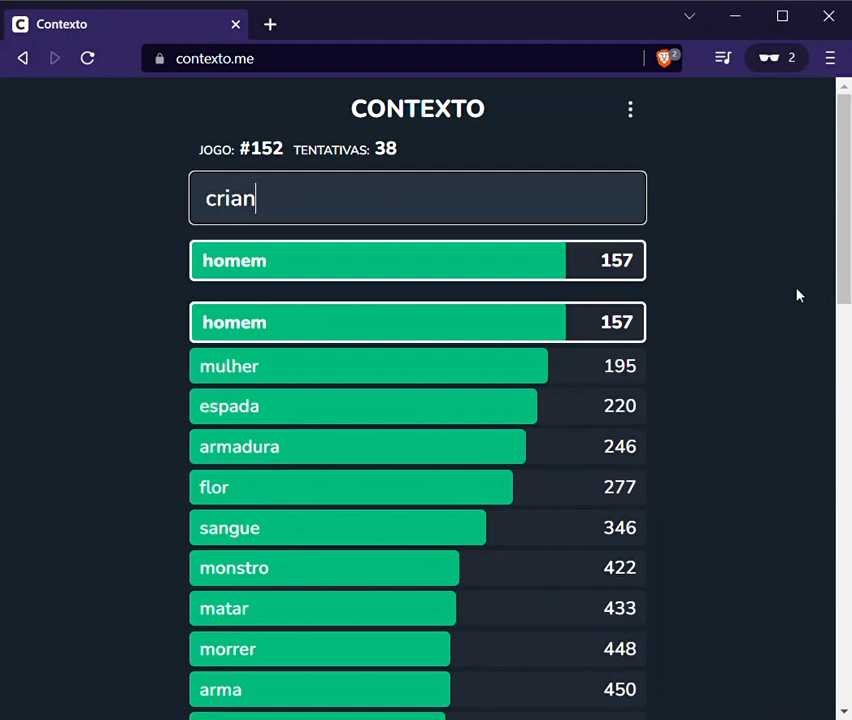 Contexto
contexto.me
2
2
CONTEXTO
JOGO: #152 TENTATIVAS: 38
crian
homem 157
homem 157
mulher 195
espada 220
armadura 246
flor 277
sangue 346
monstro 422
matar 433
morrer 448
arma 450